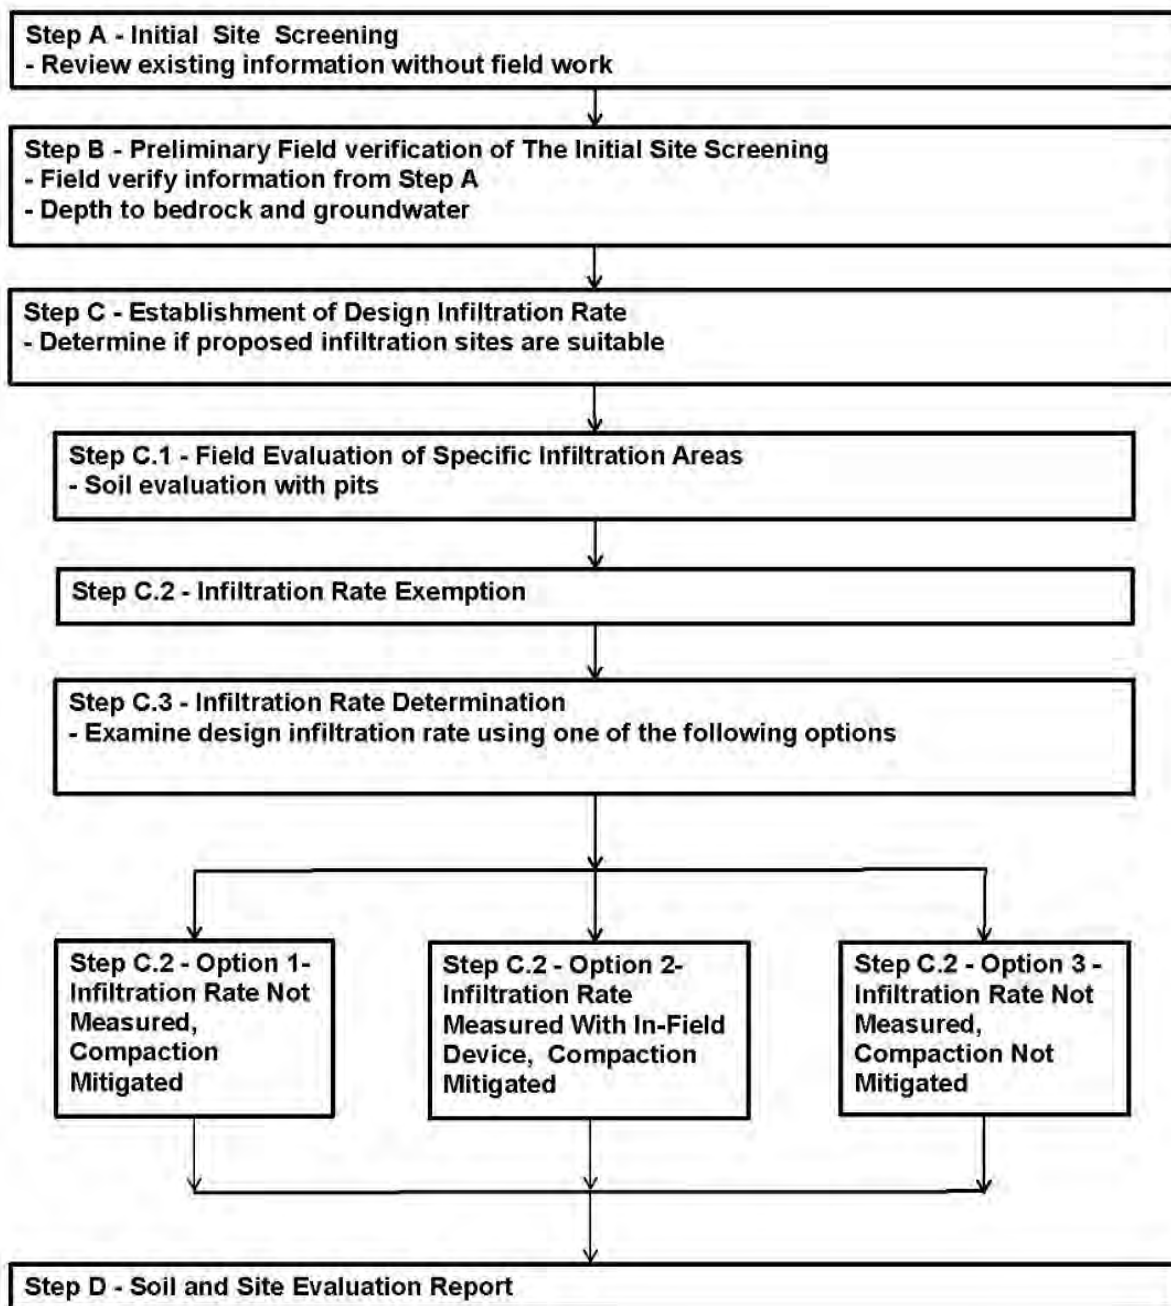 Step A - Initial Site Screening
- Review existing information without field work
Step B - Preliminary Field verification of The Initial Site Screening
- Field verify information from Step A
- Depth to bedrock and groundwater
Step C - Establishment of Design Infiltration Rate
- Determine if proposed infiltration sites are suitable
Step C.1 - Field Evaluation of Specific Infiltration Areas
- Soil evaluation with pits
Step C.2 - Infiltration Rate Exemption
Step C.3 - Infiltration Rate Determination
- Examine design infiltration rate using one of the following options
Step C.2 - Option 1-
Infiltration Rate Not
Measured,
Compaction
Mitigated
Step C.2 - Option 2-
Infiltration Rate
Measured With In-Field
Device, Compaction
Mitigated
Step C.2 - Option 3 -
Infiltration Rate Not
Measured,
Compaction Not
Mitigated
Step D - Soil and Site Evaluation Report